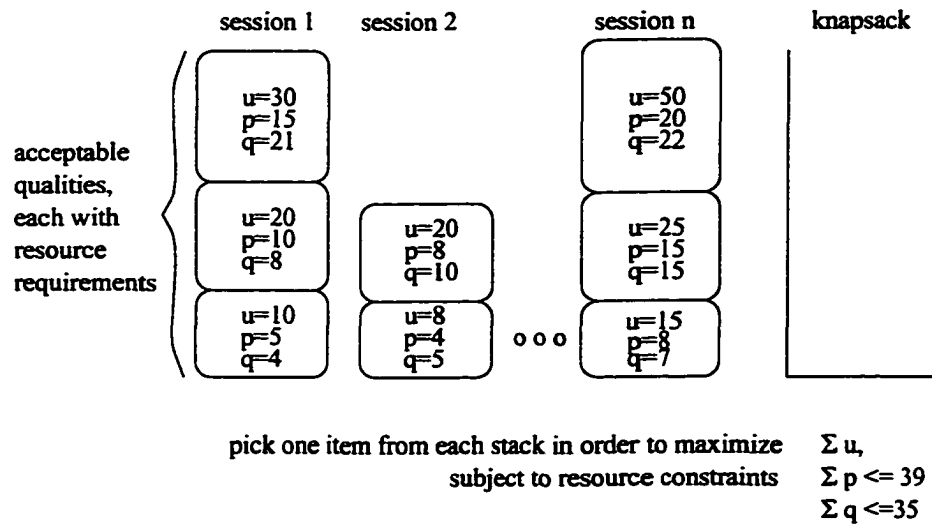 session 1 session 2 session n knapsack
acceptable
qualities,
each with
resource
requirements
u=30
p=15
q=21
u=20
p=10
q=8
u=10
p=5
q=4
u=20
p=8
q=10
u=8
p=4
q=5
o o o
u=50
p=20
q=22
u=25
p=15
q=15
u=15
p=8
q=7
pick one item from each stack in order to maximize Σ u,
subject to resource constraints Σ p <= 39
Σ q <=35